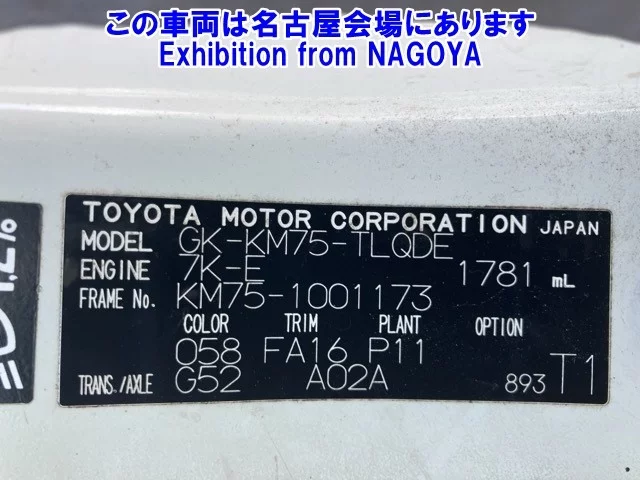 この車両は名古屋会場にあります
Exhibition from NAGOYA
TOYOTA MOTOR CORPORATION JAPAN
MODEL GK-KM75-TLQDE
ENGINE 7K-E 1781 mL
FRAME No. KM75-1001173
COLOR TRIM PLANT OPTION
058 FA16 P11
TRANS./AXLE G52 A02A 893 T1